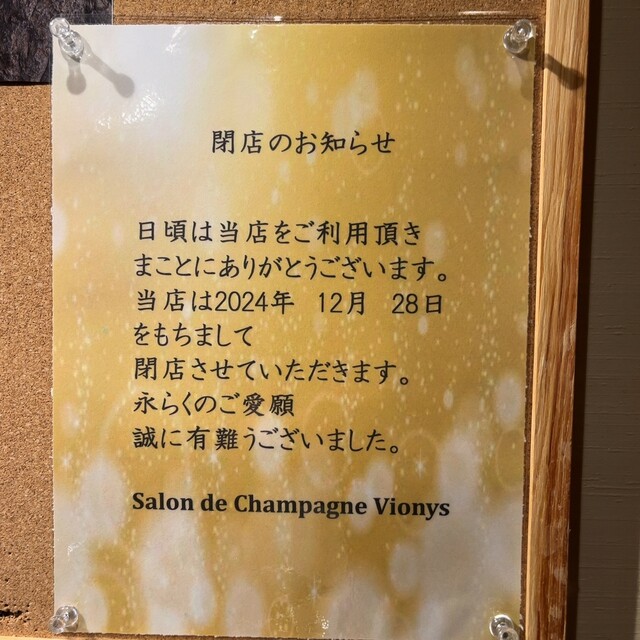 閉店のお知らせ
日頃は当店をご利用頂き
まことにありがとうございます。
当店は2024年 12月 28日
をもちまして
閉店させていただきます。
永らくのご愛願
誠に有難うございました。
Salon de Champagne Vionys